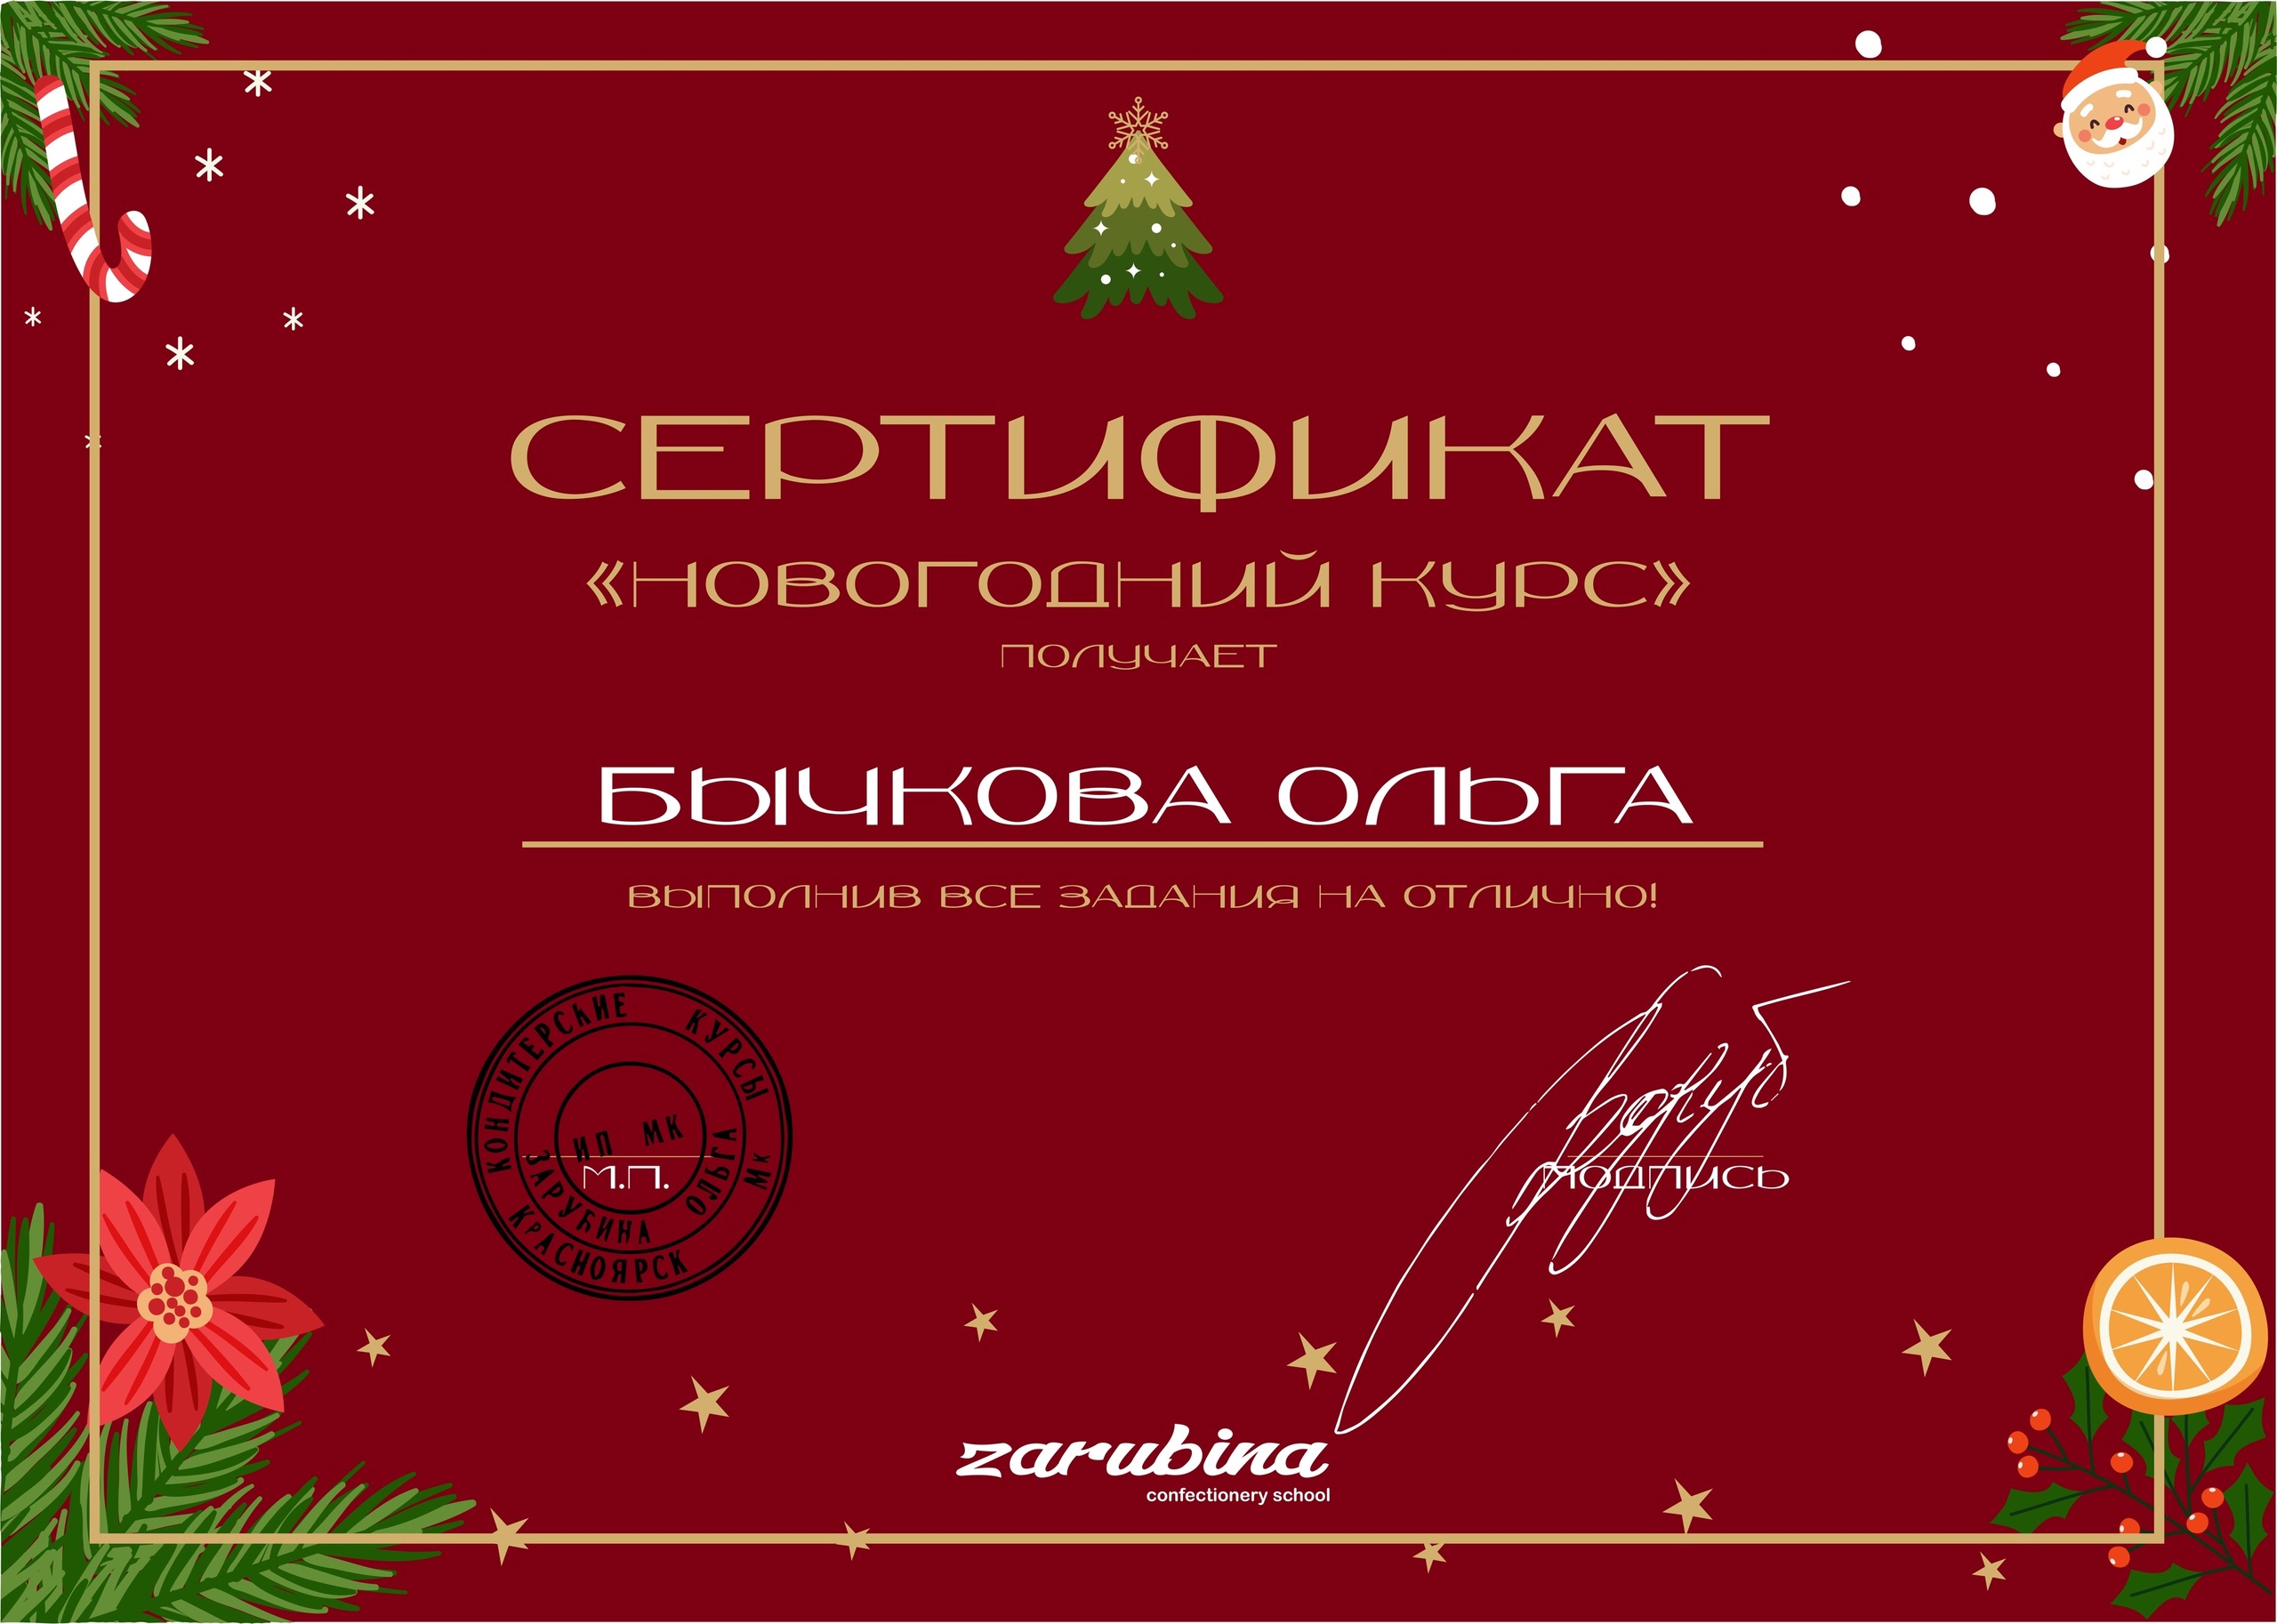 СЕРТИФИКАТ
«НОВОГОДНИЙ КУРС»
ПОЛУЧАЕТ
БЫЧКОВА ОЛЬГА
ВЫПОЛНИВ ВСЕ ЗАДАНИЯ НА ОТЛИЧНО!
КОНДИТЕРСКИЕ КУРСЫ МК
КРАСНОЯРСК
ЗАРУБИНА ОЛЬГА
ИП МК
М.П.
ПОДПИСЬ
zarubina
confectionery school